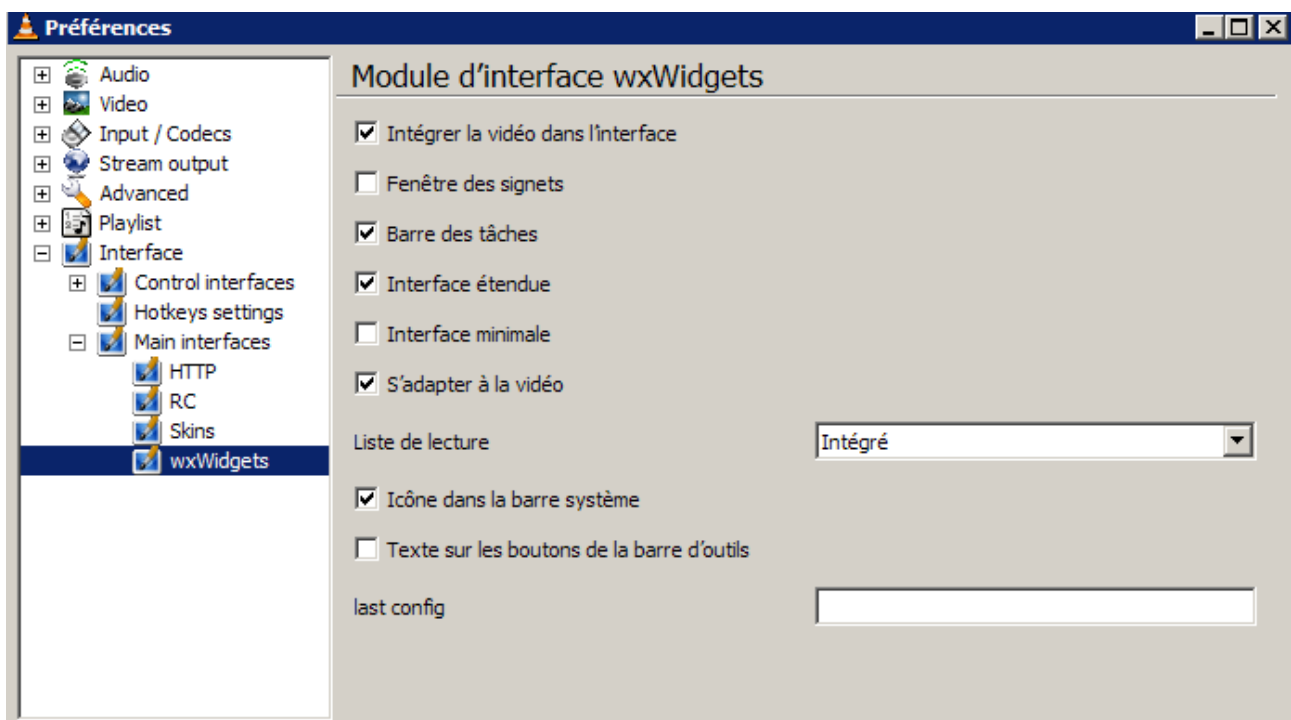 Préférences
Audio
Video
Input / Codecs
Stream output
Advanced
Playlist
Interface
Control interfaces
Hotkeys settings
Main interfaces
HTTP
RC
Skins
wxWidgets
Module d'interface wxWidgets
Intégrer la vidéo dans l'interface
Fenêtre des signets
Barre des tâches
Interface étendue
Interface minimale
S'adapter à la vidéo
Liste de lecture
Intégré
Icône dans la barre système
Texte sur les boutons de la barre d'outils
last config